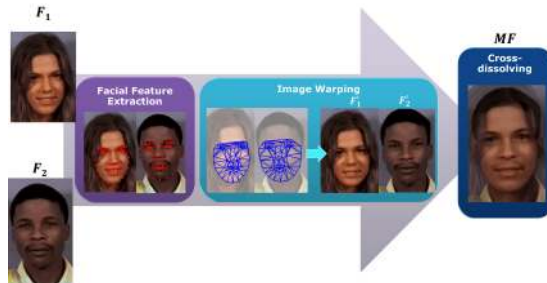 F₁
MF
Cross-
dissolving
Facial Feature
Extraction
Image Warping
F₁'
F₂'
F₂